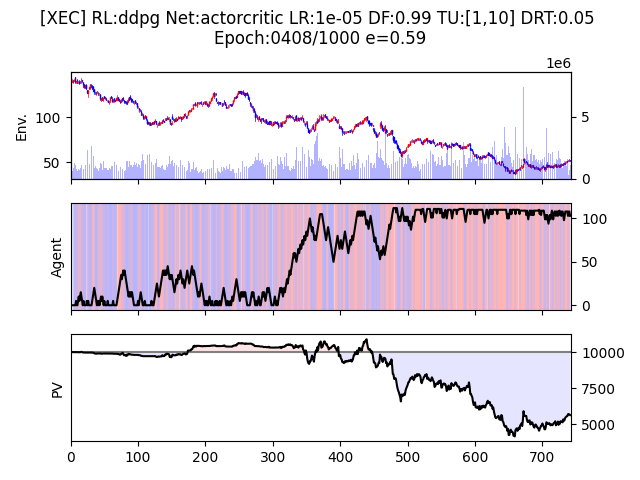 [XEC] RL:ddpg Net:actorcritic LR:1e-05 DF:0.99 TU:[1,10] DRT:0.05
Epoch:0408/1000 e=0.59
1e6
Env.
100
50
5
0
Agent
100
50
0
PV
10000
7500
5000
0 100 200 300 400 500 600 700